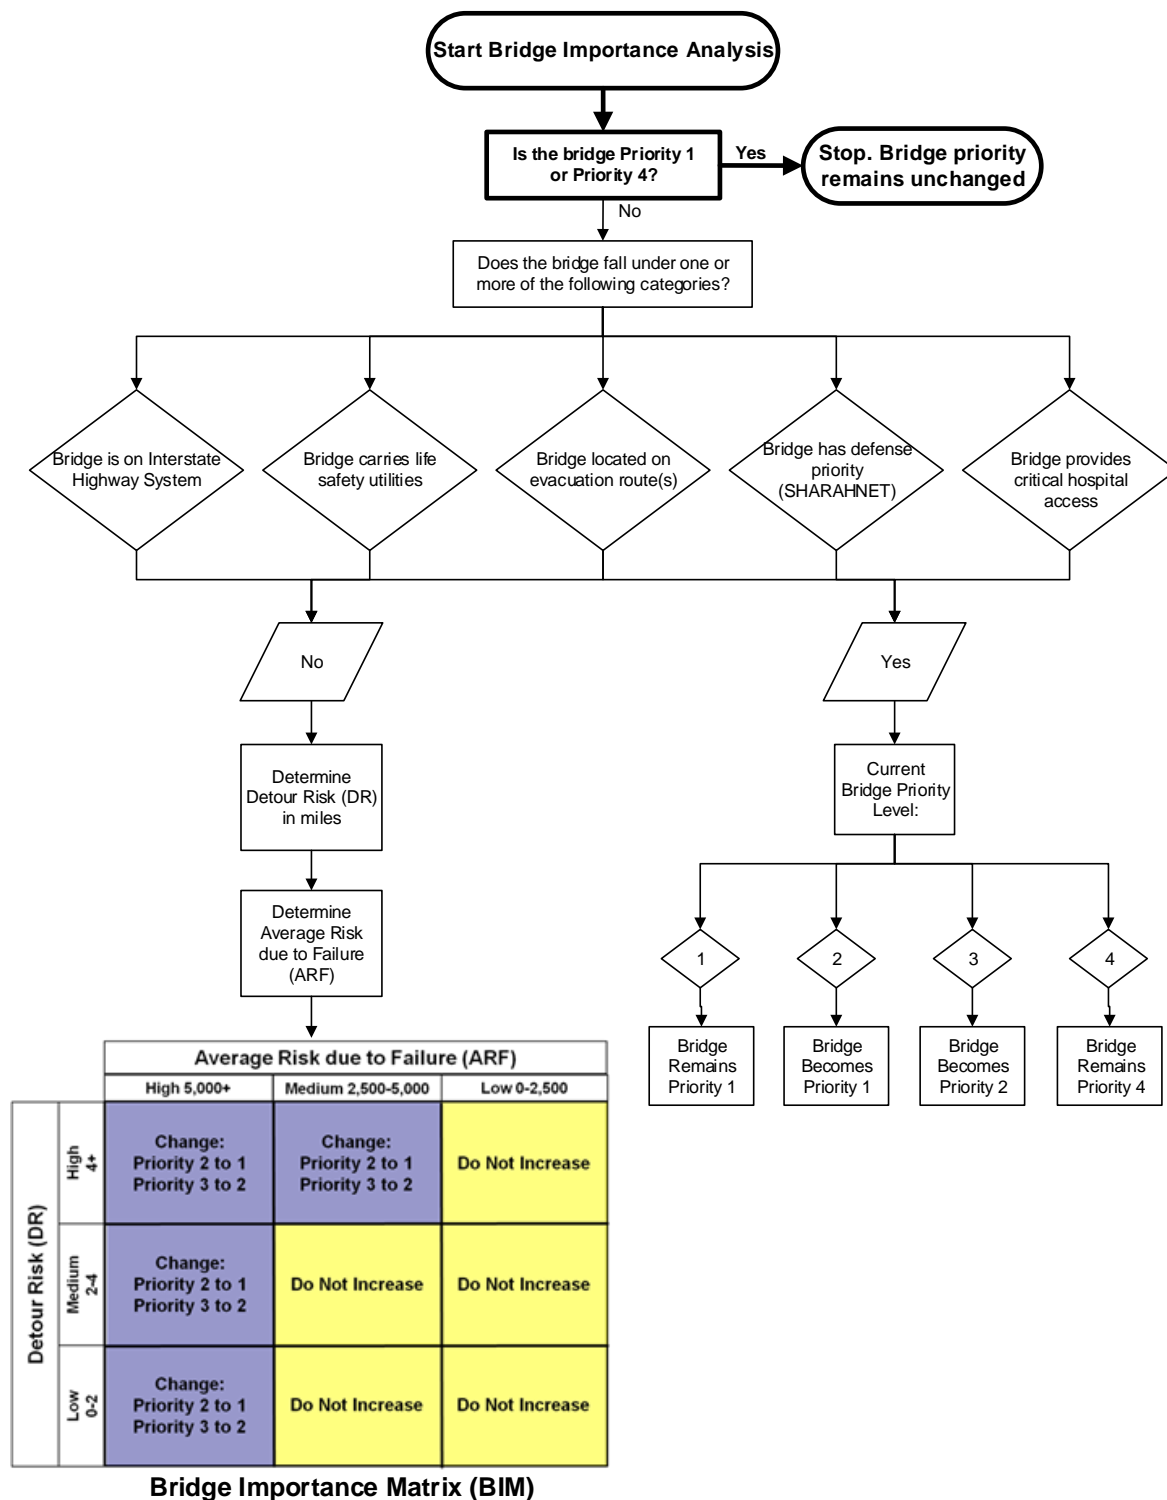 Start Bridge Importance Analysis
Is the bridge Priority 1
or Priority 4?
Yes
Stop. Bridge priority
remains unchanged
No
Does the bridge fall under one or
more of the following categories?
Bridge is on Interstate
Highway System
Bridge carries life
safety utilities
Bridge located on
evacuation route(s)
Bridge has defense
priority
(SHARAHNET)
Bridge provides
critical hospital
access
No
Yes
Determine
Detour Risk (DR)
in miles
Current
Bridge Priority
Level:
Determine
Average Risk
due to Failure
(ARF)
1
2
3
4
Bridge
Remains
Priority 1
Bridge
Becomes
Priority 1
Bridge
Becomes
Priority 2
Bridge
Remains
Priority 4
Average Risk due to Failure (ARF)
High 5,000+
Medium 2,500-5,000
Low 0-2,500
Detour Risk (DR)
High
4+
Change:
Priority 2 to 1
Priority 3 to 2
Change:
Priority 2 to 1
Priority 3 to 2
Do Not Increase
Medium
2-4
Change:
Priority 2 to 1
Priority 3 to 2
Do Not Increase
Do Not Increase
Low
0-2
Change:
Priority 2 to 1
Priority 3 to 2
Do Not Increase
Do Not Increase
Bridge Importance Matrix (BIM)